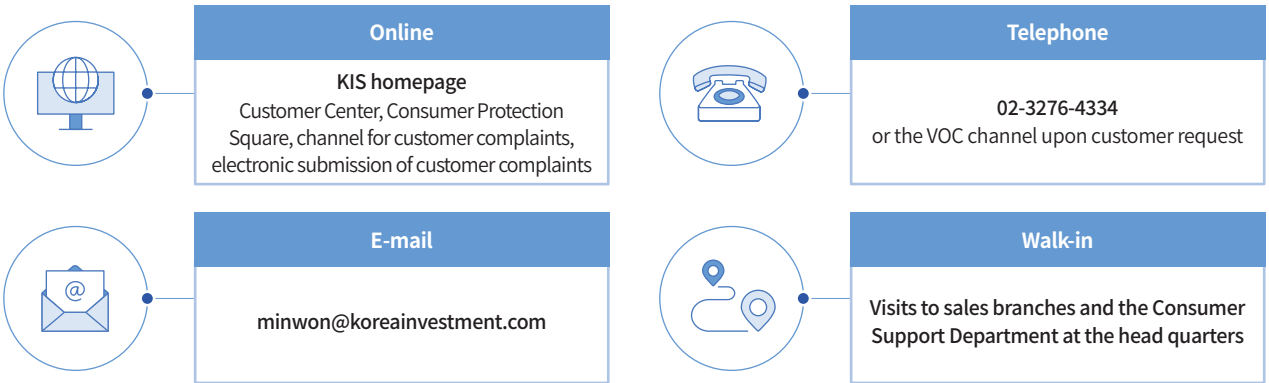 Online
KIS homepage
Customer Center, Consumer Protection
Square, channel for customer complaints,
electronic submission of customer complaints
Telephone
02-3276-4334
or the VOC channel upon customer request
@
E-mail
minwon@koreainvestment.com
Walk-in
Visits to sales branches and the Consumer
Support Department at the head quarters